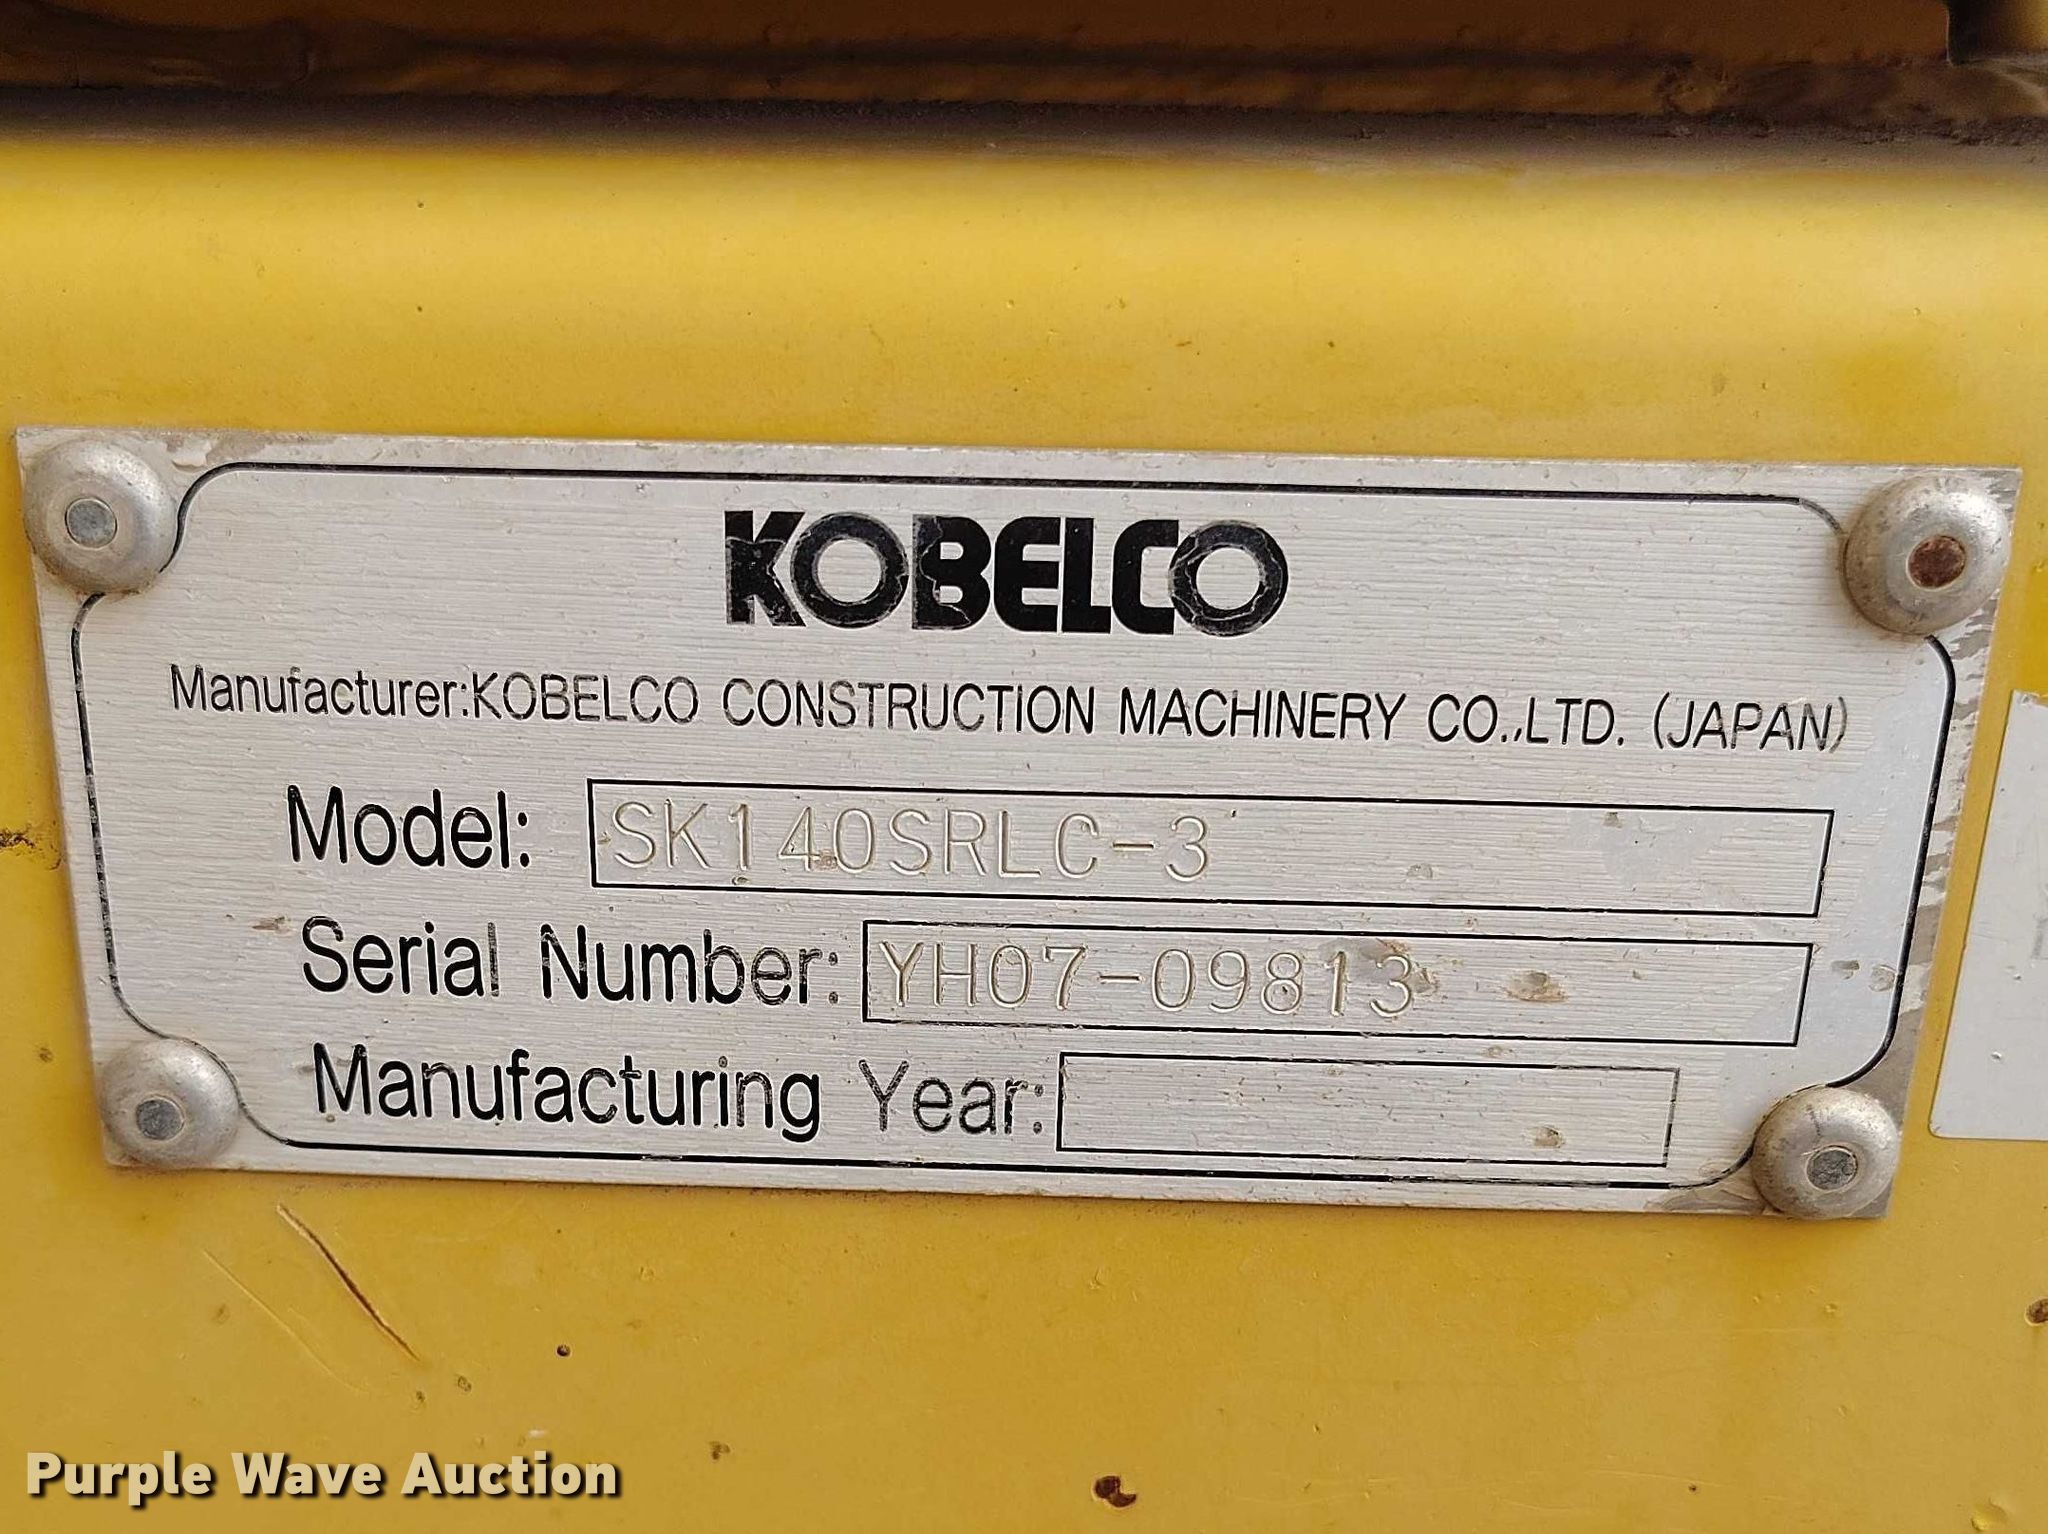 KOBELCO
Manufacturer:KOBELCO CONSTRUCTION MACHINERY CO.,LTD. (JAPAN)
Model: SK140SRLC-3
Serial Number: YH07-09813
Manufacturing Year:
Purple Wave Auction